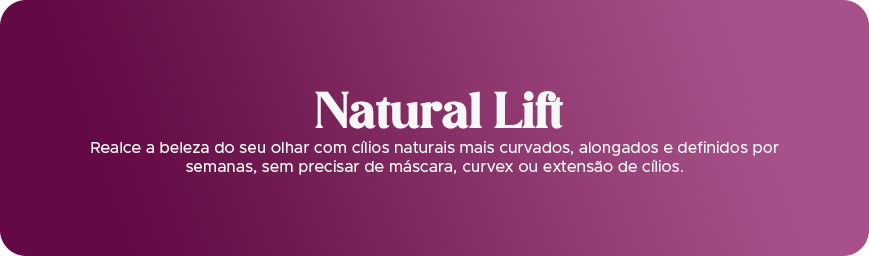 Natural Lift
Realce a beleza do seu olhar com cílios naturais mais curvados, alongados e definidos por
semanas, sem precisar de máscara, curvex ou extensão de cílios.